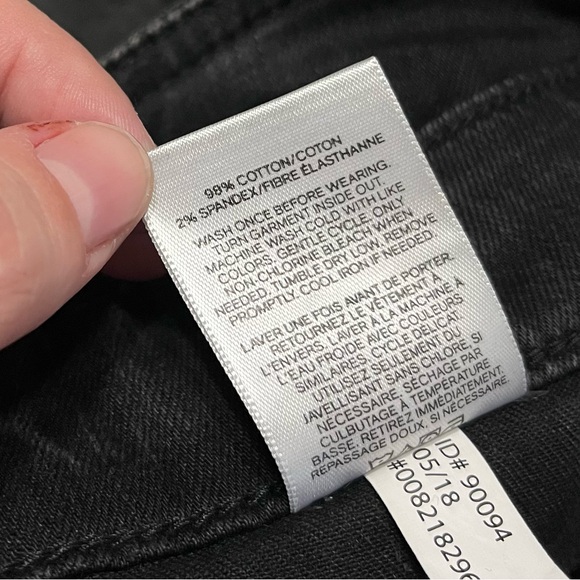 98% COTTON/COTON
2% SPANDEX/FIBRE ÉLASTHANNE
WASH ONCE BEFORE WEARING.
TURN GARMENT INSIDE OUT.
MACHINE WASH COLD WITH LIKE
COLORS, GENTLE CYCLE, ONLY
NON-CHLORINE BLEACH WHEN
NEEDED, TUMBLE DRY LOW, REMOVE
PROMPTLY. COOL IRON IF NEEDED.
LAVER UNE FOIS AVANT DE PORTER.
RETOURNEZ LE VÊTEMENT À
L'ENVERS, LAVER À LA MACHINE À
L'EAU FROIDE AVEC COULEURS
SIMILAIRES, CYCLE DÉLICAT.
UTILISEZ SEULEMENT DU
JAVELLISANT SANS CHLORE, SI
NÉCESSAIRE, SÉCHAGE PAR
CULBUTAGE À TEMPÉRATURE
BASSE, RETIREZ IMMÉDIATEMENT.
REPASSAGE DOUX, SI NÉCESSAIRE.
ID# 90094
05/18
#008218296